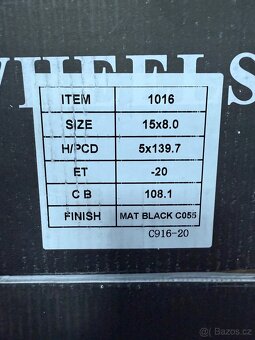 WHEELS
ITEM 1016
SIZE 15x8.0
H/PCD 5x139.7
ET -20
C B 108.1
FINISH MAT BLACK C055
C916-20
Bazoš.cz